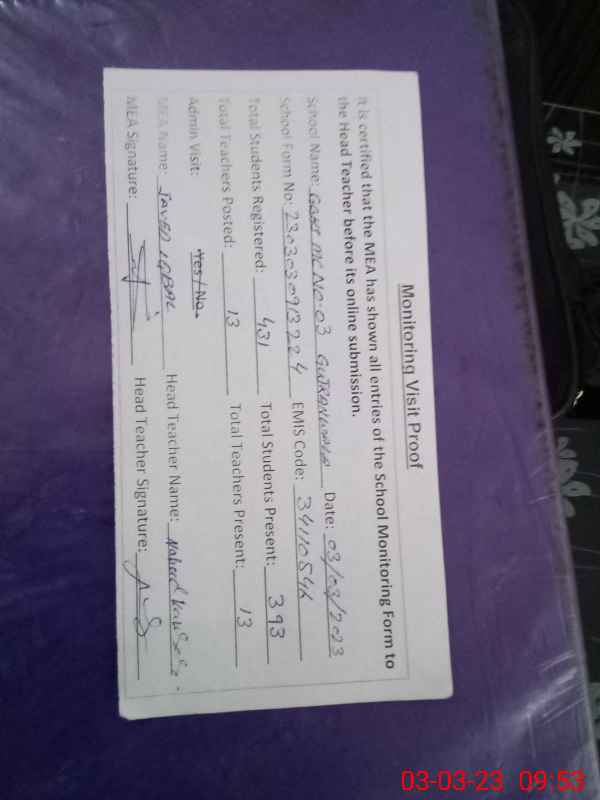 Monitoring Visit Proof
It is certified that the MEA has shown all entries of the School Monitoring Form to
the Head Teacher before its online submission.
School Name: MC NO. 03 GUJRANWALA Date: 03/03/2023
School Form No: 2303030913224 EMIS Code:
Total Students Registered: 431 Total Students Present: 393
Total Teachers Posted: 13 Total Teachers Present: 13
Admin Visit: Yes/No.
MEA Name: JAVED IQBAL Head Teacher Name:
MEA Signature: Head Teacher Signature:
03-03-23 09:53